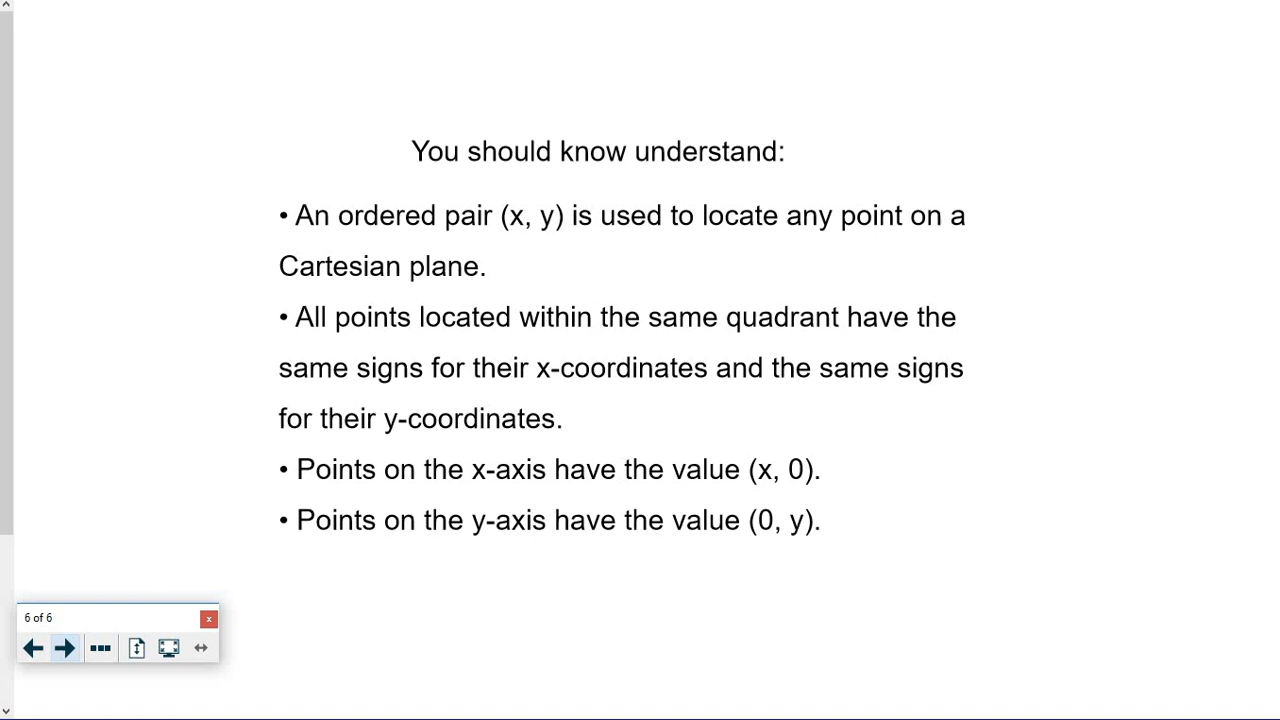 You should know understand:
• An ordered pair (x, y) is used to locate any point on a
Cartesian plane.
• All points located within the same quadrant have the
same signs for their x-coordinates and the same signs
for their y-coordinates.
• Points on the x-axis have the value (x, 0).
• Points on the y-axis have the value (0, y).
6 of 6
x